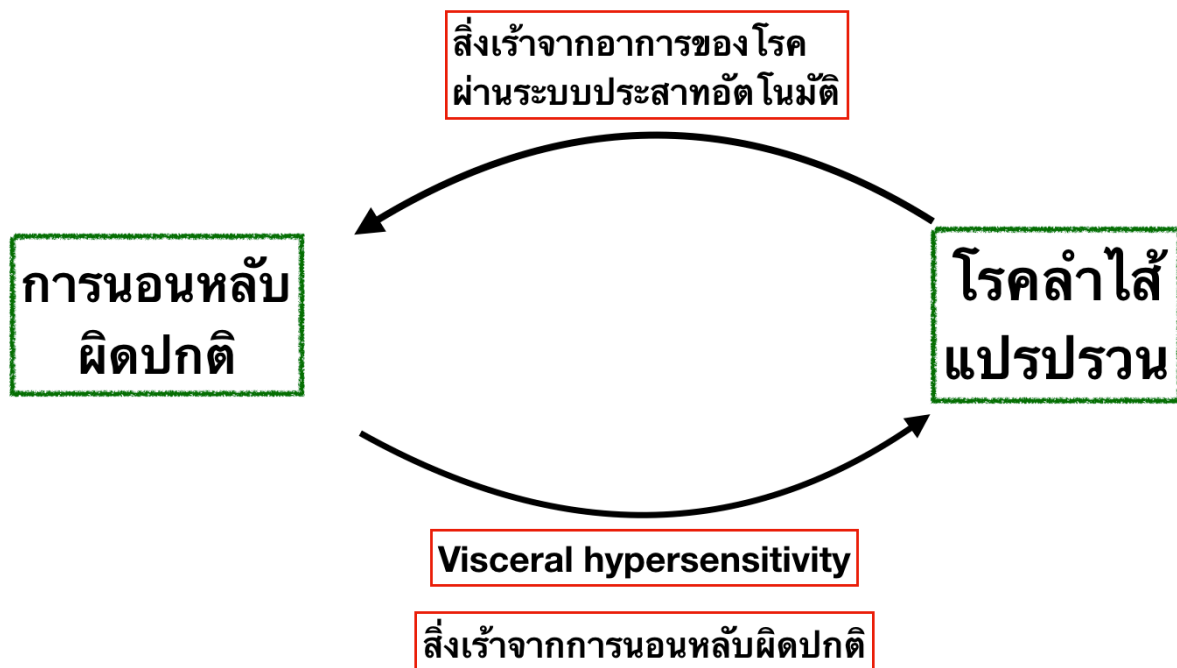 สิ่งเร้าจากอาการของโรค
ผ่านระบบประสาทอัตโนมัติ
การนอนหลับ
ผิดปกติ
โรคลำไส้
แปรปรวน
Visceral hypersensitivity
สิ่งเร้าจากการนอนหลับผิดปกติ